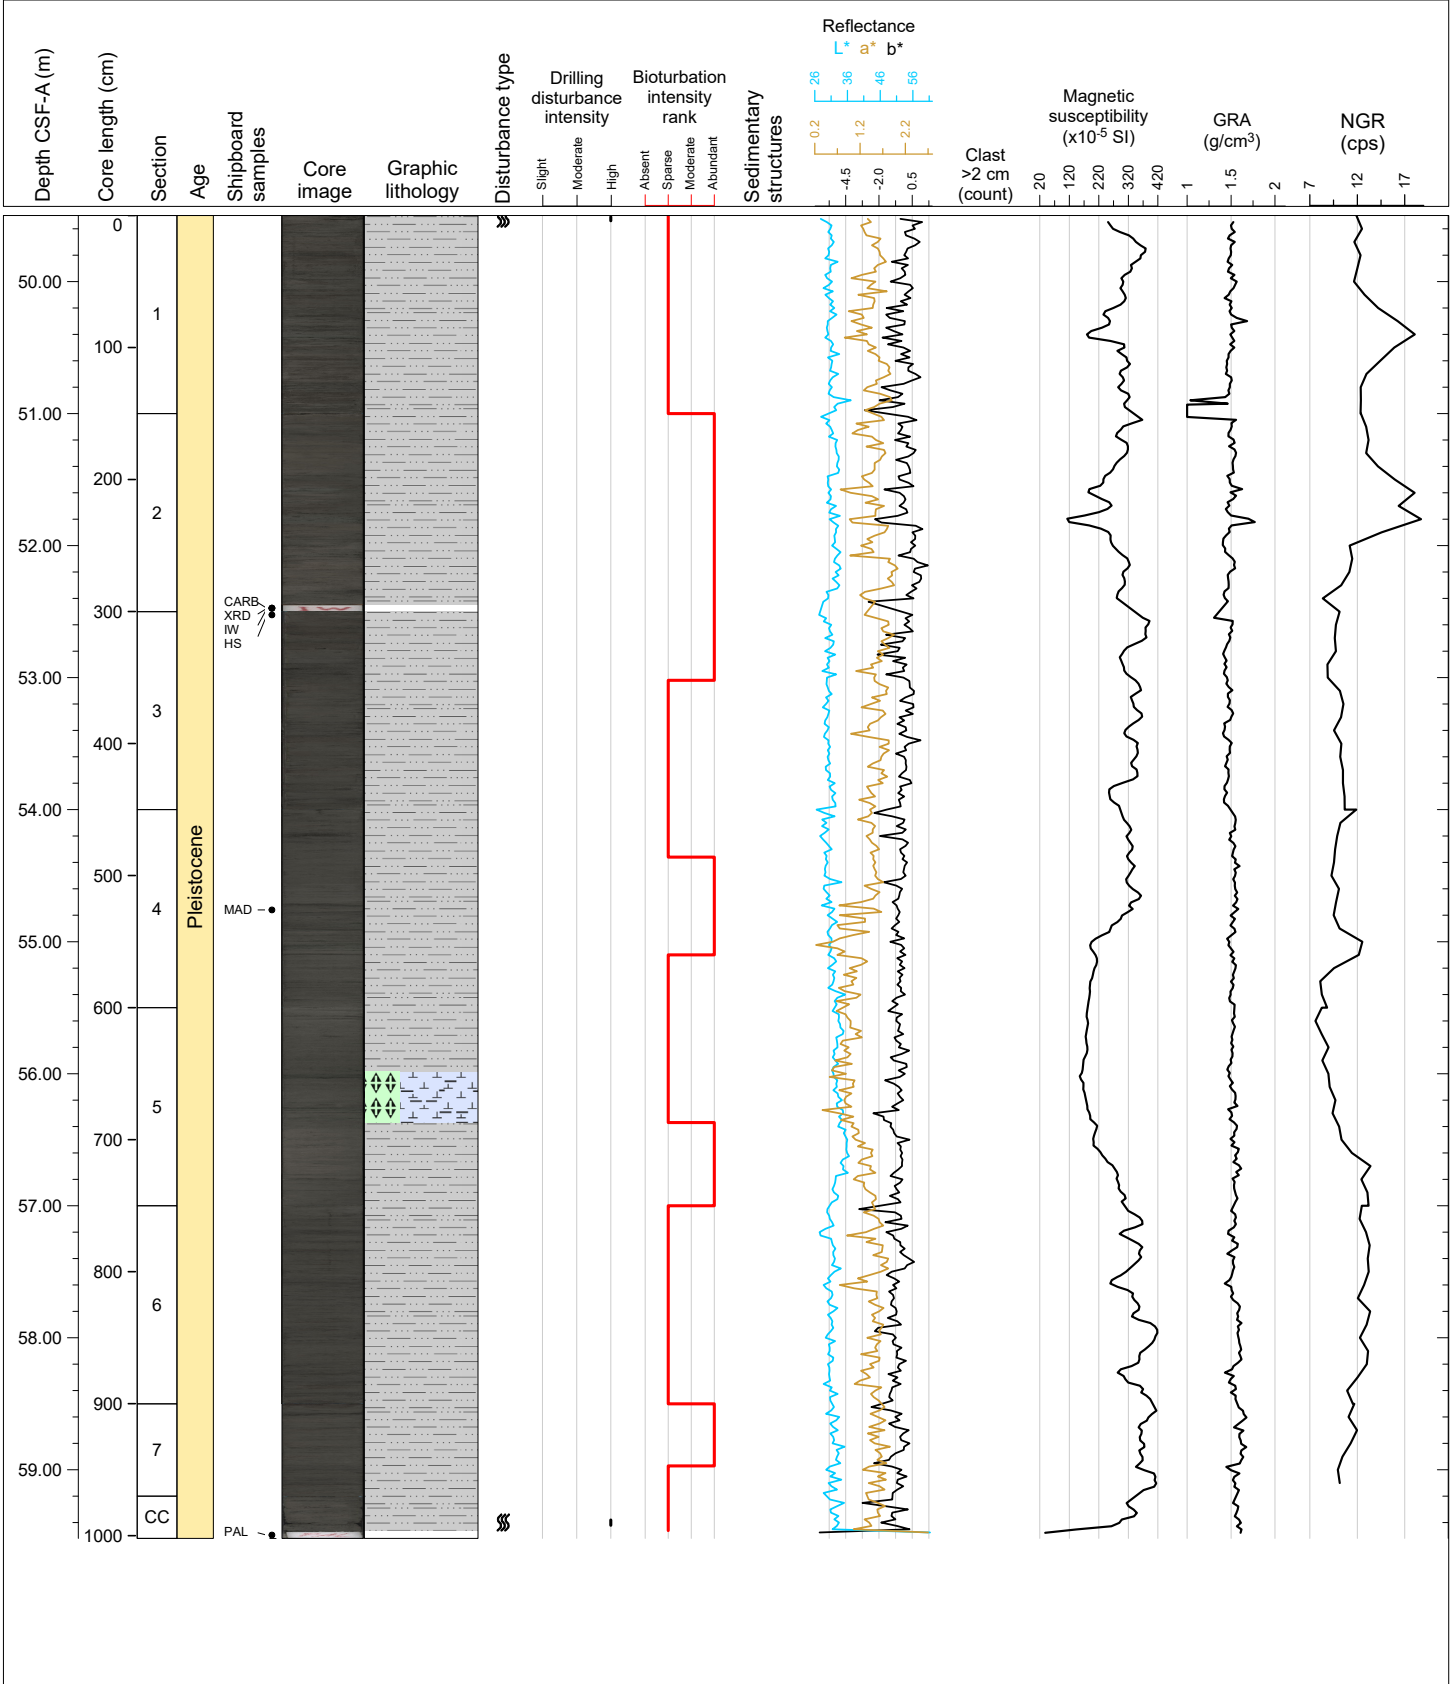 Depth CSF-A (m)
Core length (cm)
Section
Age
Shipboard
samples
Core
image
Graphic
lithology
Disturbance type
Drilling
disturbance
intensity
Slight
Moderate
High
Bioturbation
intensity
rank
Absent
Sparse
Moderate
Abundant
Sedimentary
structures
Reflectance
L* a* b*
26 36 46 56
0.2 1.2 2.2
-4.5 -2.0 0.5
Clast
>2 cm
(count)
Magnetic
susceptibility
(x10-5 SI)
20 120 220 320 420
GRA
(g/cm3)
1 1.5 2
NGR
(cps)
7 12 17
0
50.00
1
100
51.00
200
2
52.00
CARB
300
XRD
IW
HS
IW
53.00
3
400
54.00
Pleistocene
500
4
MAD
55.00
600
56.00
5
700
57.00
800
6
58.00
900
7
59.00
CC
PAL
1000